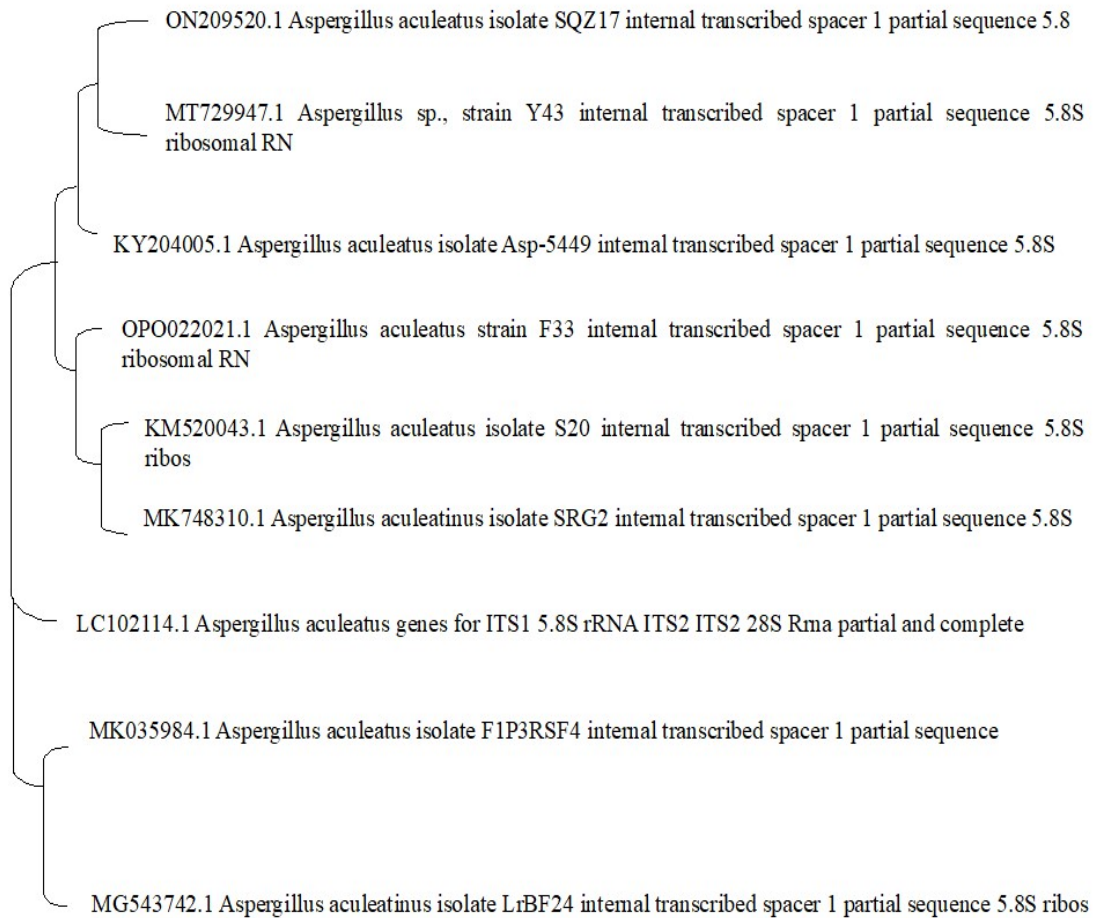 ON209520.1 Aspergillus aculeatus isolate SQZ17 internal transcribed spacer 1 partial sequence 5.8
MT729947.1 Aspergillus sp., strain Y43 internal transcribed spacer 1 partial sequence 5.8S
ribosomal RN
KY204005.1 Aspergillus aculeatus isolate Asp-5449 internal transcribed spacer 1 partial sequence 5.8S
OPO022021.1 Aspergillus aculeatus strain F33 internal transcribed spacer 1 partial sequence 5.8S
ribosomal RN
KM520043.1 Aspergillus aculeatus isolate S20 internal transcribed spacer 1 partial sequence 5.8S
ribos
MK748310.1 Aspergillus aculeatinus isolate SRG2 internal transcribed spacer 1 partial sequence 5.8S
LC102114.1 Aspergillus aculeatus genes for ITS1 5.8S rRNA ITS2 ITS2 28S Rma partial and complete
MK035984.1 Aspergillus aculeatus isolate F1P3RSF4 internal transcribed spacer 1 partial sequence
MG543742.1 Aspergillus aculeatinus isolate LrBF24 internal transcribed spacer 1 partial sequence 5.8S ribos